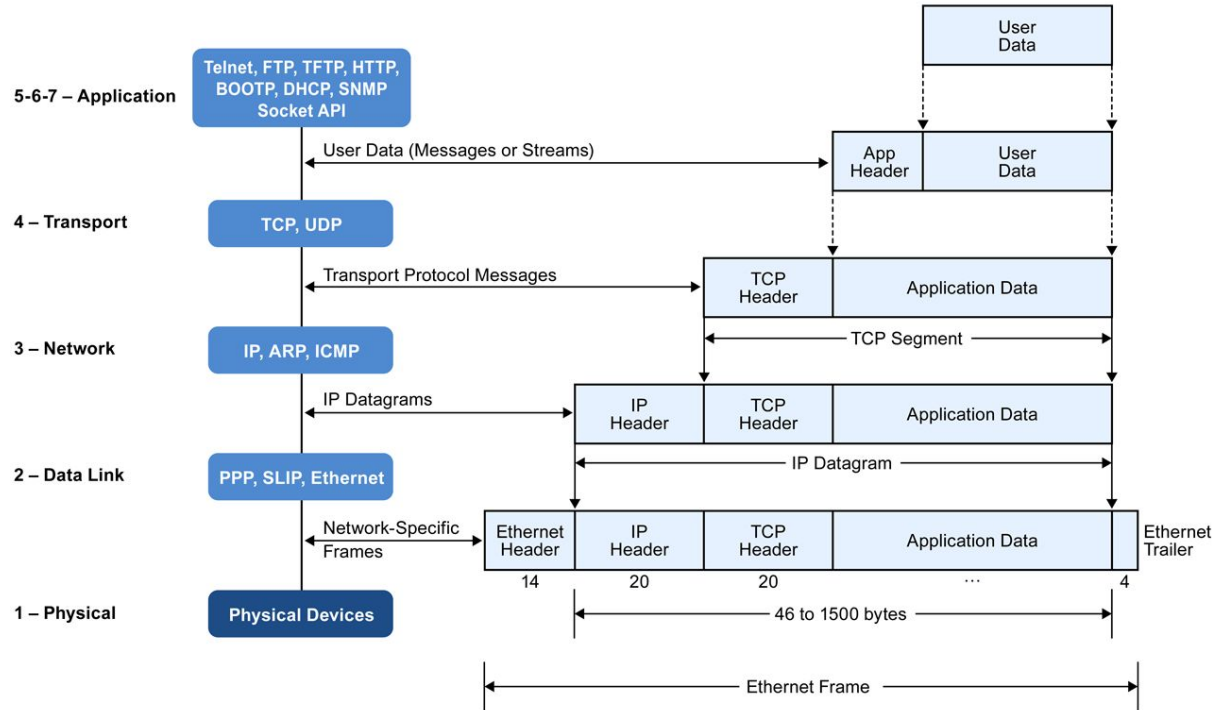 User
Data
Telnet, FTP, TFTP, HTTP,
BOOTP, DHCP, SNMP
Socket API
5-6-7 – Application
User Data (Messages or Streams)
App
Header
User
Data
4 – Transport
TCP, UDP
Transport Protocol Messages
TCP
Header
Application Data
TCP Segment
3 – Network
IP, ARP, ICMP
IP Datagrams
IP
Header
TCP
Header
Application Data
IP Datagram
2 – Data Link
PPP, SLIP, Ethernet
Network-Specific
Frames
Ethernet
Header
IP
Header
TCP
Header
Application Data
Ethernet
Trailer
14
20
20
...
4
1 – Physical
Physical Devices
46 to 1500 bytes
Ethernet Frame